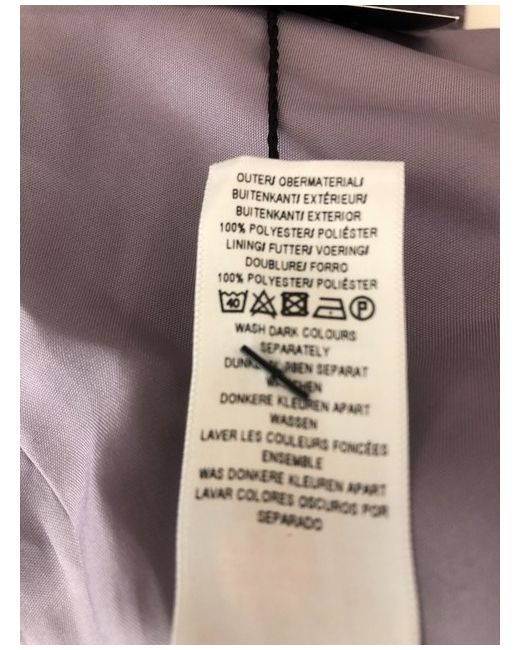 OUTER/ OBERMATERIAL/
BUITENKANT/ EXTÉRIEUR/
BUITENKANT/ EXTERIOR
100% POLYESTER/ POLIÉSTER
LINING/ FUTTER/ VOERING/
DOUBLURE/ FORRO
100% POLYESTER/ POLIÉSTER
40 P
WASH DARK COLOURS
SEPARATELY
SEPARAT
DONKERE KLEUREN APART
WASSEN
LAVER LES COULEURS FONCÉES
ENSEMBLE
WAS DONKERE KLEUREN APART
LAVAR COLORES OSCUROS POR
SEPARADO